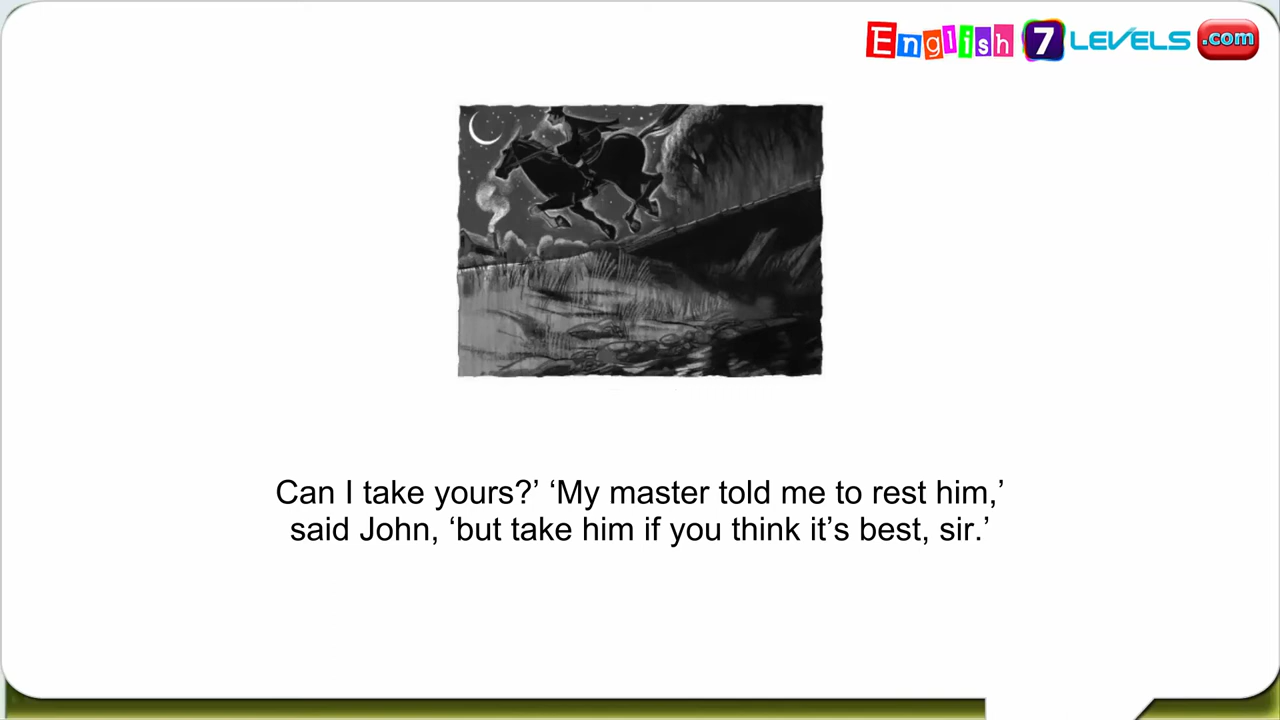 English 7 LEVELS .com
Can I take yours?’ ‘My master told me to rest him,’
said John, ‘but take him if you think it’s best, sir.’